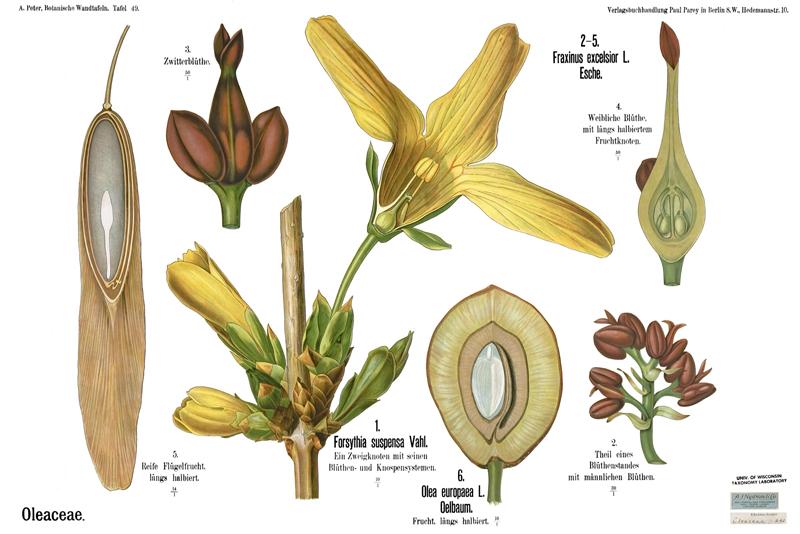 A. Peter, Botanische Wandtafeln. Tafel 49.
Verlagsbuchhandlung Paul Parey in Berlin S.W., Hedemannstr. 10.
3.
Zwitterblüthe.
2-5.
Fraxinus excelsior L.
Esche.
4.
Weibliche Blüthe,
mit längs halbiertem
Fruchtknoten.
5.
Reife Flügelfrucht,
längs halbiert.
1.
Forsythia suspensa Vahl.
Ein Zweigknoten mit seinen
Blüthen- und Knospensystemen.
6.
Olea europaea L.
Oelbaum.
Frucht, längs halbiert.
2.
Theil eines
Blüthenstandes
mit männlichen Blüthen.
Oleaceae.
UNIV. OF WISCONSIN
TAXONOMY LABORATORY